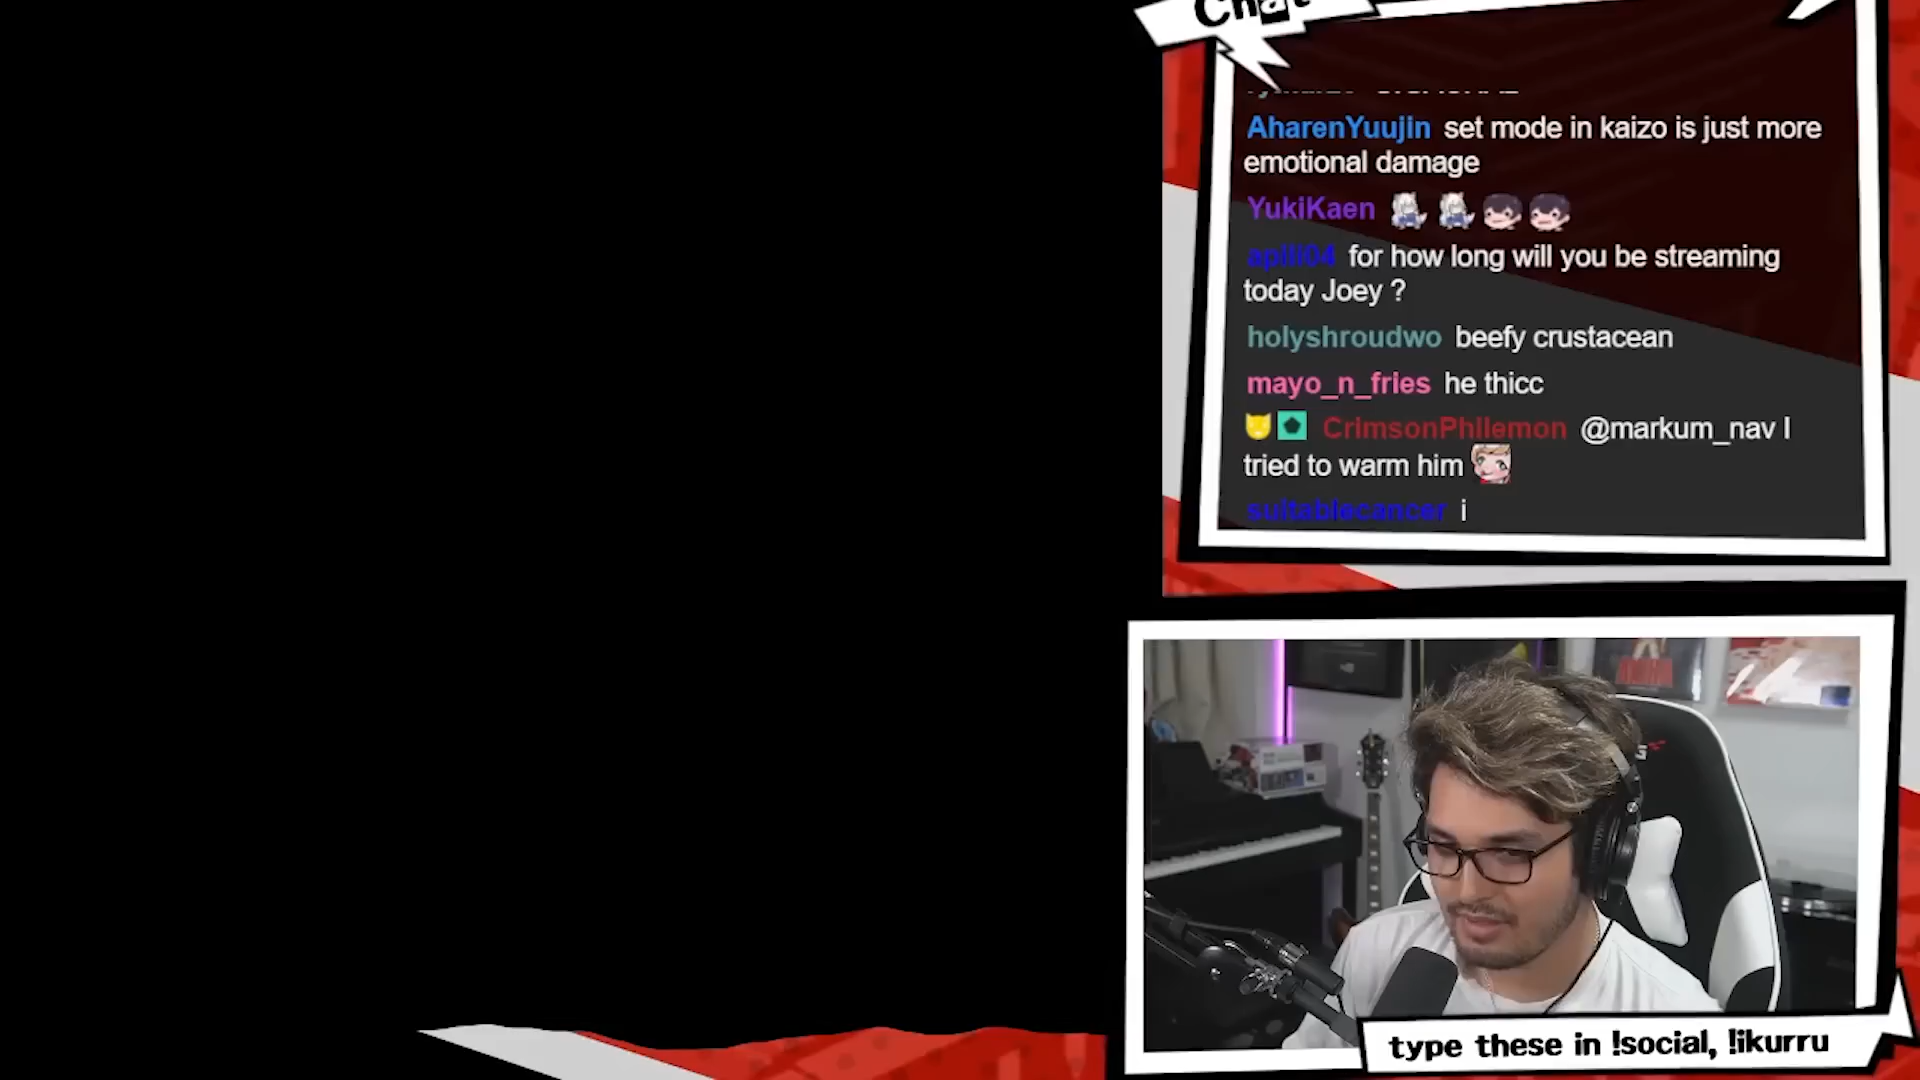 Chat
AharenYuujin set mode in kaizo is just more
emotional damage
YukiKaen
apili04 for how long will you be streaming
today Joey ?
holyshroudwo beefy crustacean
mayo_n_fries he thicc
CrimsonPhilemon @markum_nav I
tried to warm him
suitablecancer i
type these in !social, !ikurru